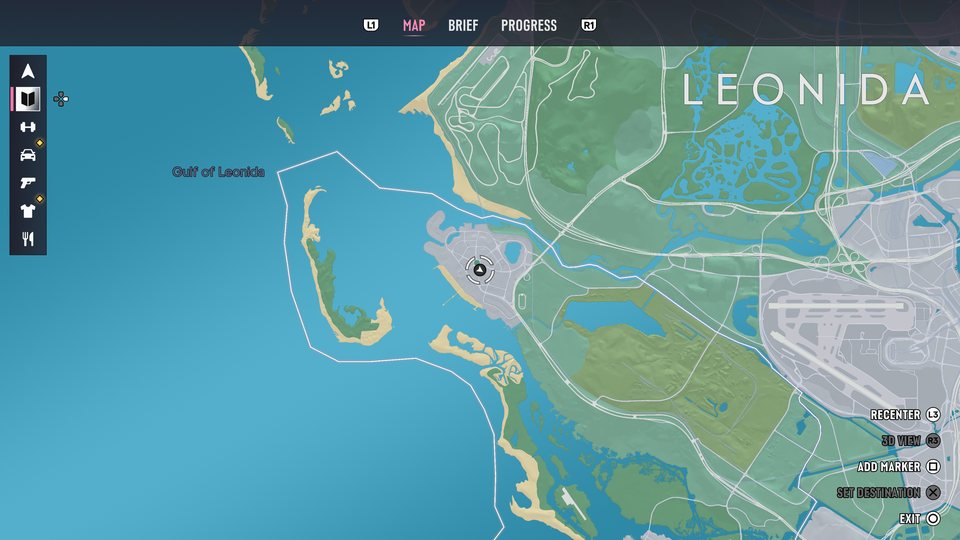 L1 MAP BRIEF PROGRESS R1
LEONIDA
Gulf of Leonida
RECENTER L3
3D VIEW R3
ADD MARKER
SET DESTINATION
EXIT